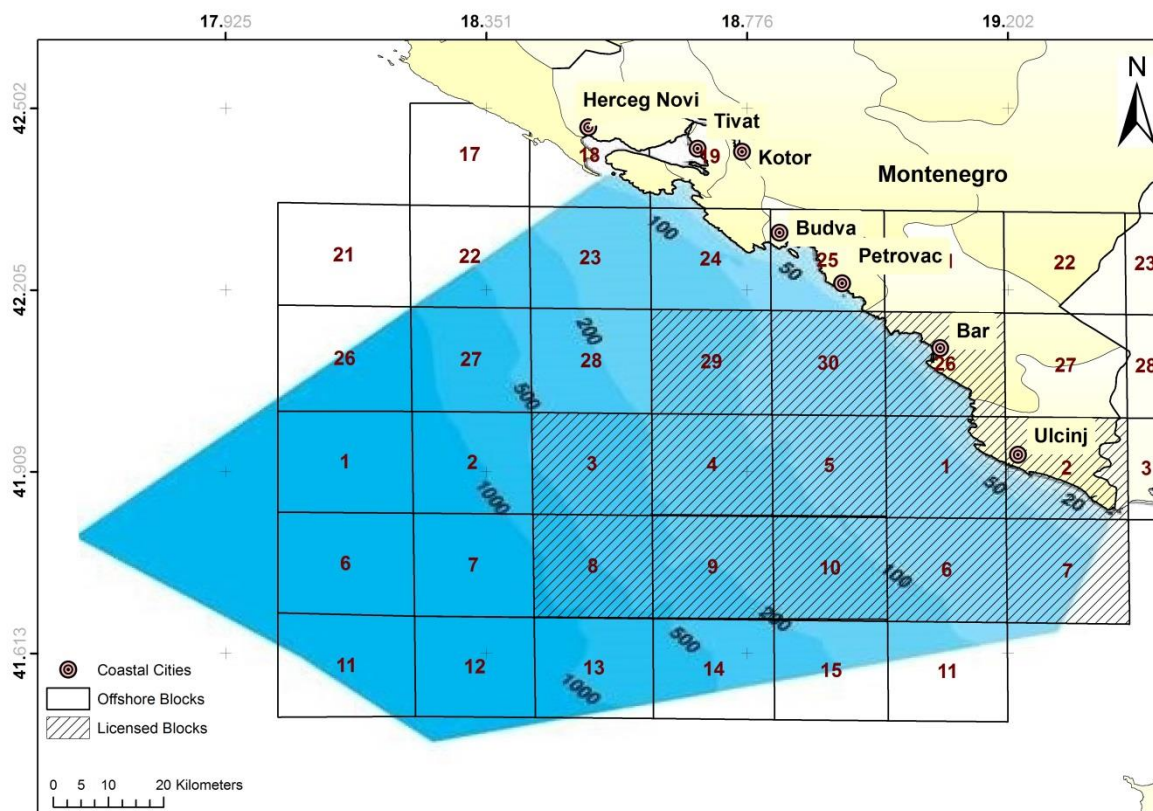 17.925 18.351 18.776 19.202
N
42.502
42.205
41.909
41.613
Herceg Novi
Tivat
Kotor
Montenegro
17 18 19
100
Budva
50
Petrovac
21 22 23 24 25 22 23
200
Bar
26 27 28 29 30 26 27 28
500
Ulcinj
1 2 3 4 5 1 2 3
1000 50 20
6 7 8 9 10 6 7
100
200
500
11 12 13 14 15 11
1000
Coastal Cities
Offshore Blocks
Licensed Blocks
0 5 10 20 Kilometers